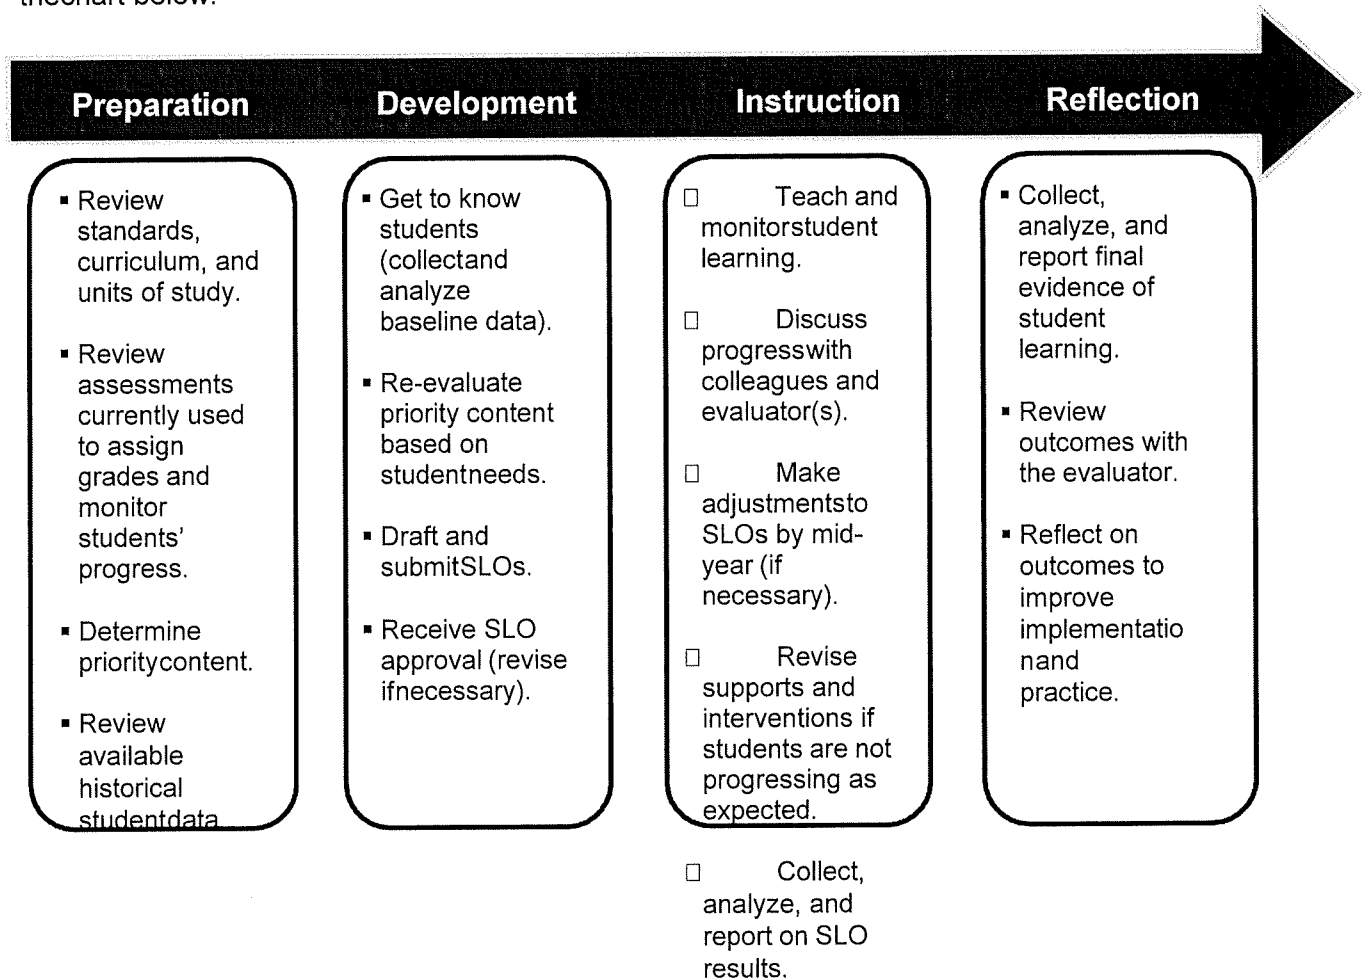 thechart below.
Preparation
Development
Instruction
Reflection
▪ Review
standards,
curriculum, and
units of study.
▪ Review
assessments
currently used
to assign
grades and
monitor
students’
progress.
▪ Determine
prioritycontent.
▪ Review
available
historical
studentdata
▪ Get to know
students
(collectand
analyze
baseline data).
▪ Re-evaluate
priority content
based on
studentneeds.
▪ Draft and
submitSLOs.
▪ Receive SLO
approval (revise
ifnecessary).
□ Teach and
monitorstudent
learning.
□ Discuss
progresswith
colleagues and
evaluator(s).
□ Make
adjustmentsto
SLOs by mid-
year (if
necessary).
□ Revise
supports and
interventions if
students are not
progressing as
expected.
□ Collect,
analyze, and
report on SLO
results.
▪ Collect,
analyze, and
report final
evidence of
student
learning.
▪ Review
outcomes with
the evaluator.
▪ Reflect on
outcomes to
improve
implementatio
nand
practice.